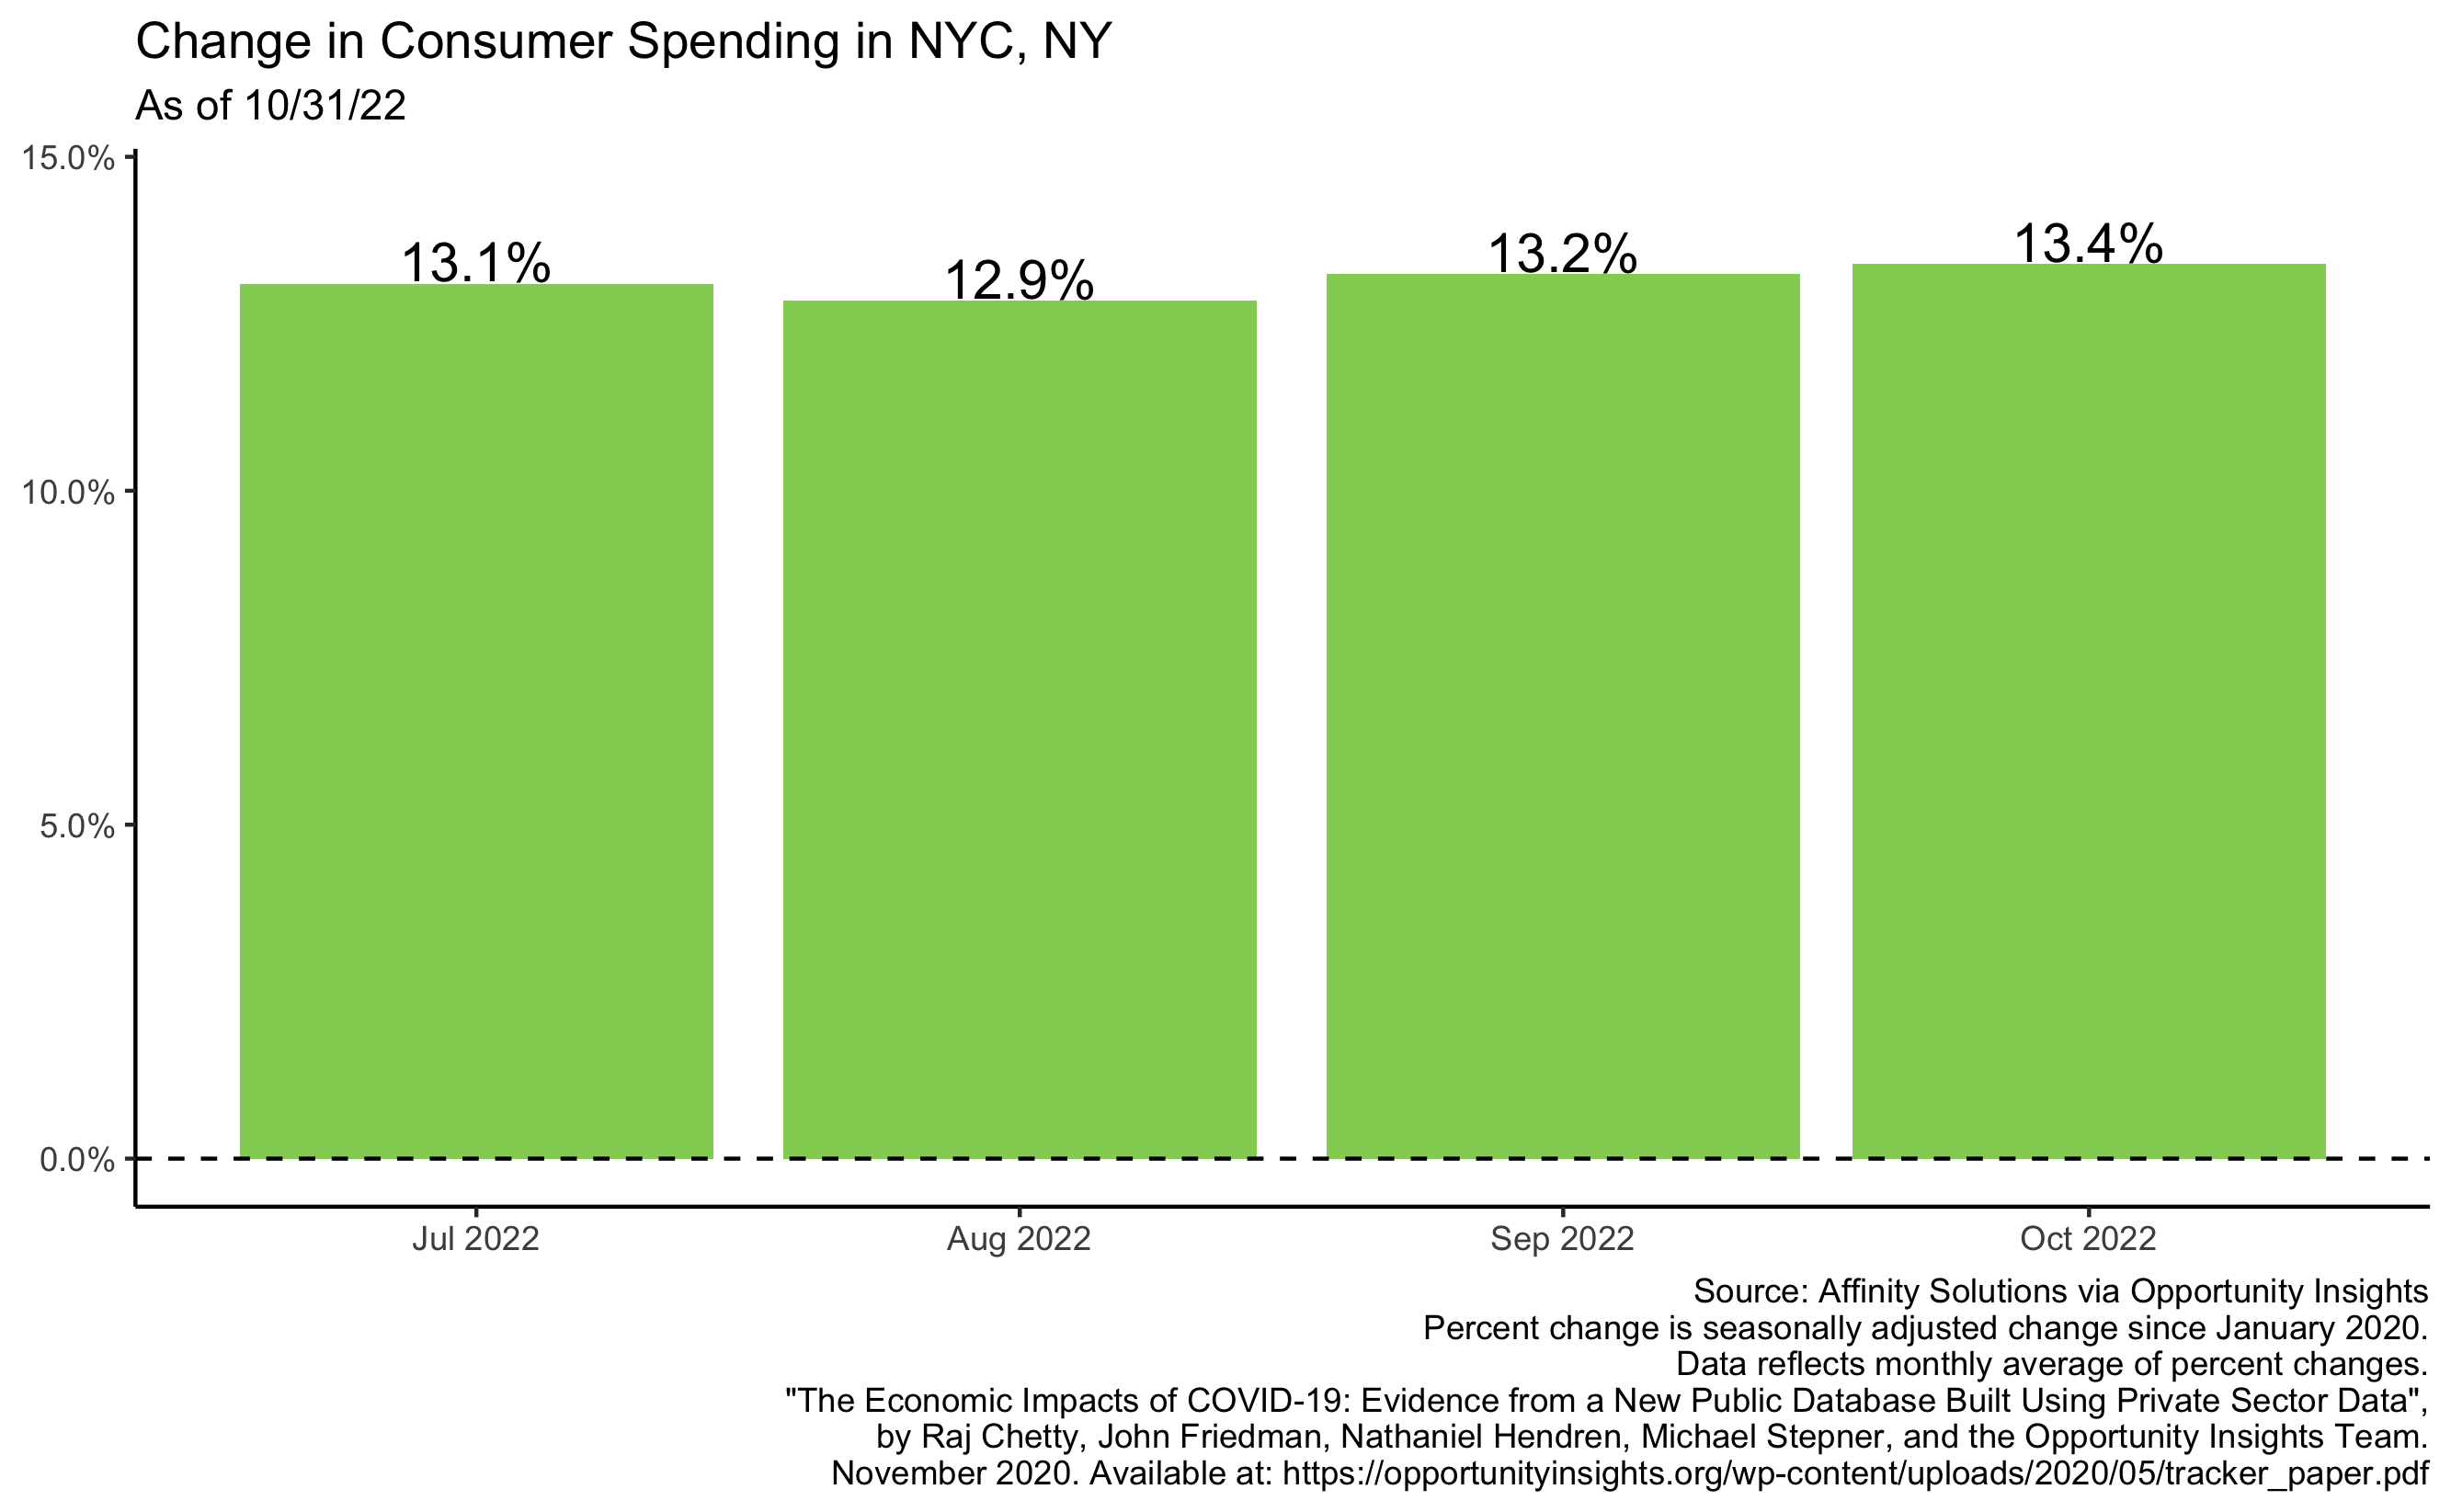 Change in Consumer Spending in NYC, NY
As of 10/31/22
15.0%
10.0%
5.0%
0.0%
13.1%
12.9%
13.2%
13.4%
Jul 2022
Aug 2022
Sep 2022
Oct 2022
Source: Affinity Solutions via Opportunity Insights
Percent change is seasonally adjusted change since January 2020.
Data reflects monthly average of percent changes.
"The Economic Impacts of COVID-19: Evidence from a New Public Database Built Using Private Sector Data",
by Raj Chetty, John Friedman, Nathaniel Hendren, Michael Stepner, and the Opportunity Insights Team.
November 2020. Available at: https://opportunityinsights.org/wp-content/uploads/2020/05/tracker_paper.pdf